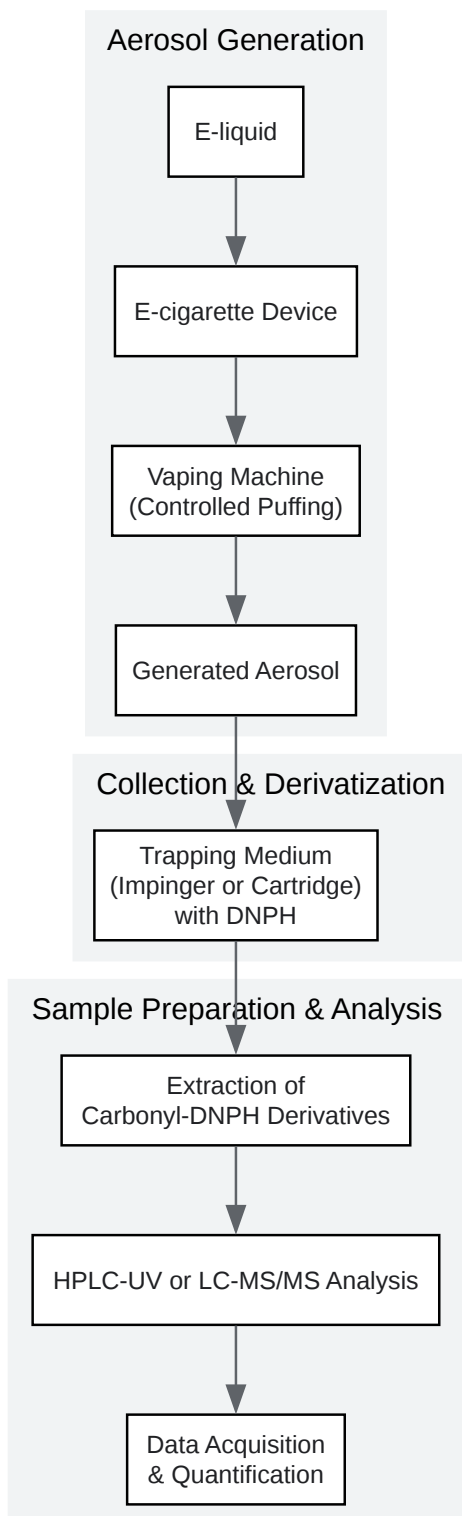 Aerosol Generation
E-liquid
E-cigarette Device
Vaping Machine
(Controlled Puffing)
Generated Aerosol
Collection & Derivatization
Trapping Medium
(Impinger or Cartridge)
with DNPH
Sample Preparation & Analysis
Extraction of
Carbonyl-DNPH Derivatives
HPLC-UV or LC-MS/MS Analysis
Data Acquisition
& Quantification